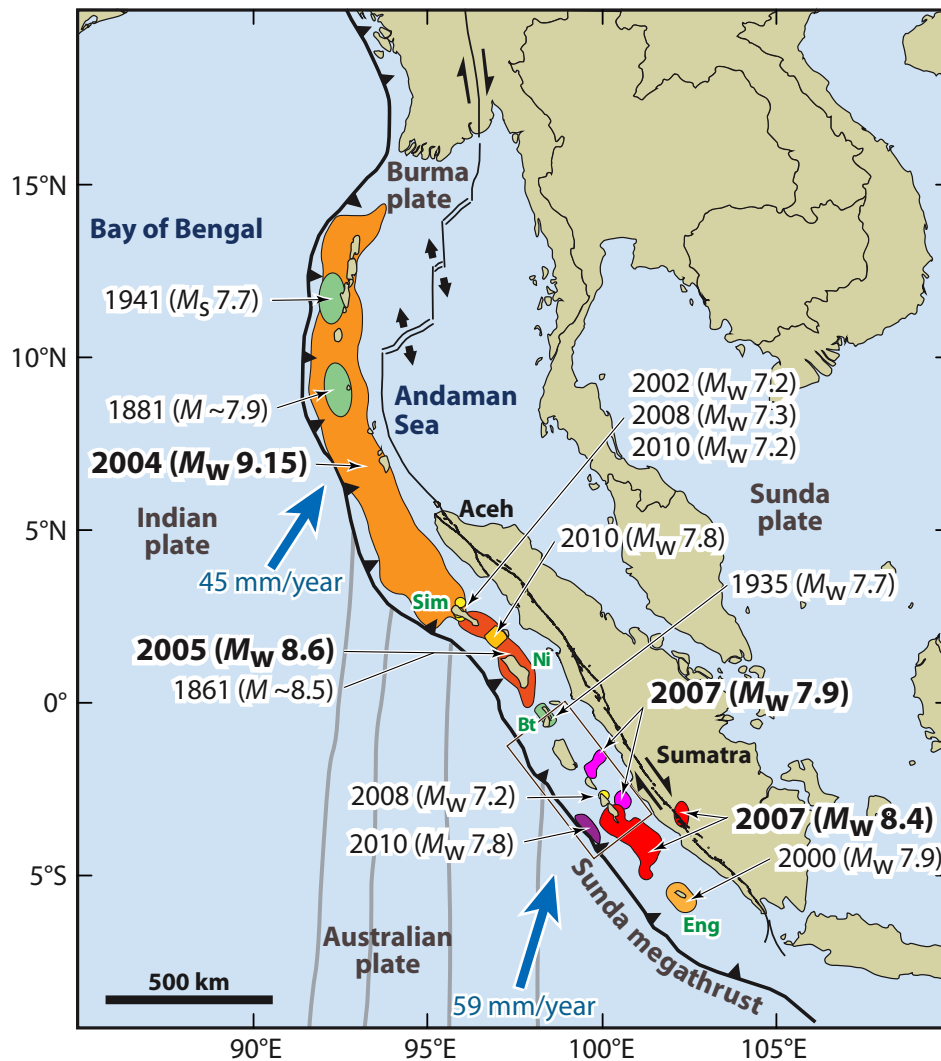 15°N
10°N
5°N
0°
5°S
90°E
95°E
100°E
105°E
Burma
plate
Bay of Bengal
1941 (MS 7.7)
1881 (M ~7.9)
Andaman
Sea
2002 (MW 7.2)
2008 (MW 7.3)
2010 (MW 7.2)
2004 (MW 9.15)
Aceh
Sunda
plate
Indian
plate
2010 (MW 7.8)
45 mm/year
1935 (MW 7.7)
Sim
2005 (MW 8.6)
Ni
1861 (M ~8.5)
2007 (MW 7.9)
Bt
Sumatra
2008 (MW 7.2)
2007 (MW 8.4)
2010 (MW 7.8)
2000 (MW 7.9)
Eng
Sunda megathrust
Australian
plate
500 km
59 mm/year